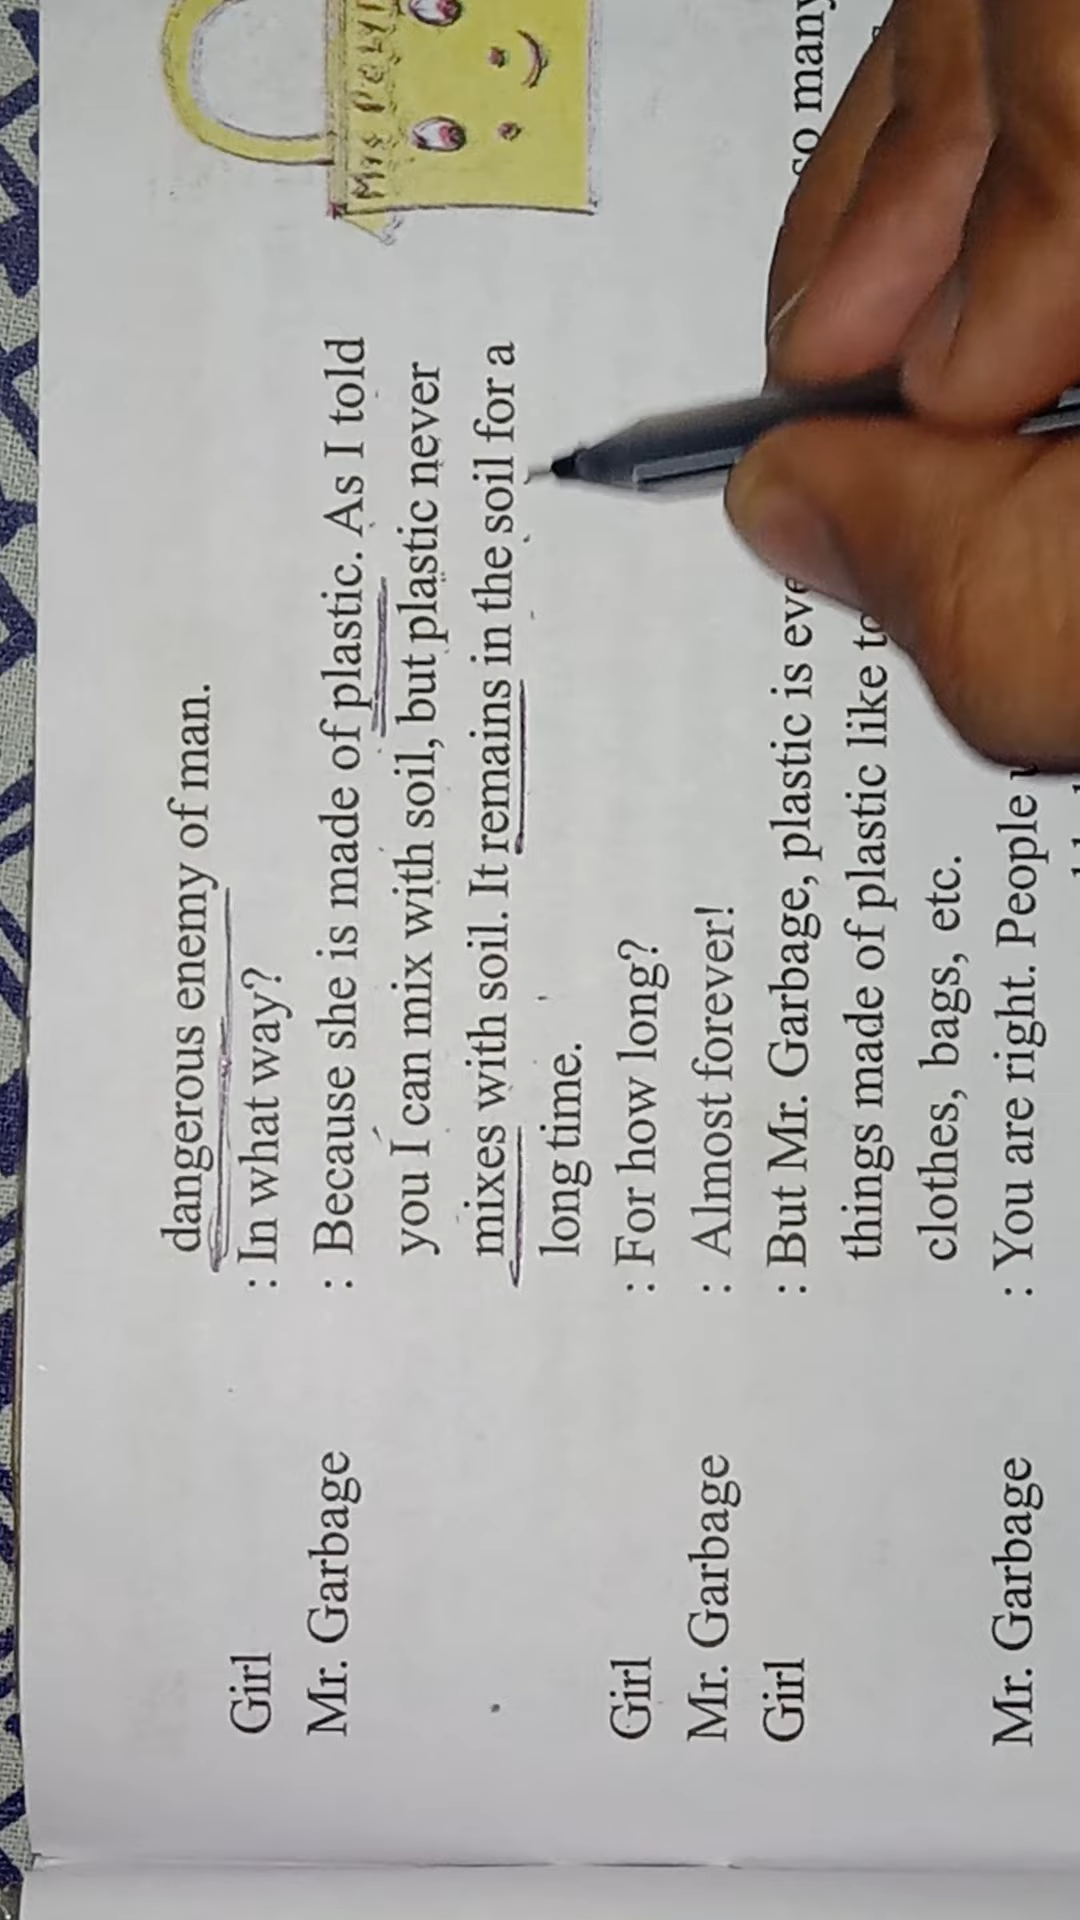 Mrs Poly
dangerous enemy of man.
Girl : In what way?
Mr. Garbage : Because she is made of plastic. As I told
you I can mix with soil, but plastic never
mixes with soil. It remains in the soil for a
long time.
Girl : For how long?
Mr. Garbage : Almost forever!
Girl : But Mr. Garbage, plastic is so many
things made of plastic like
clothes, bags, etc.
Mr. Garbage : You are right. People